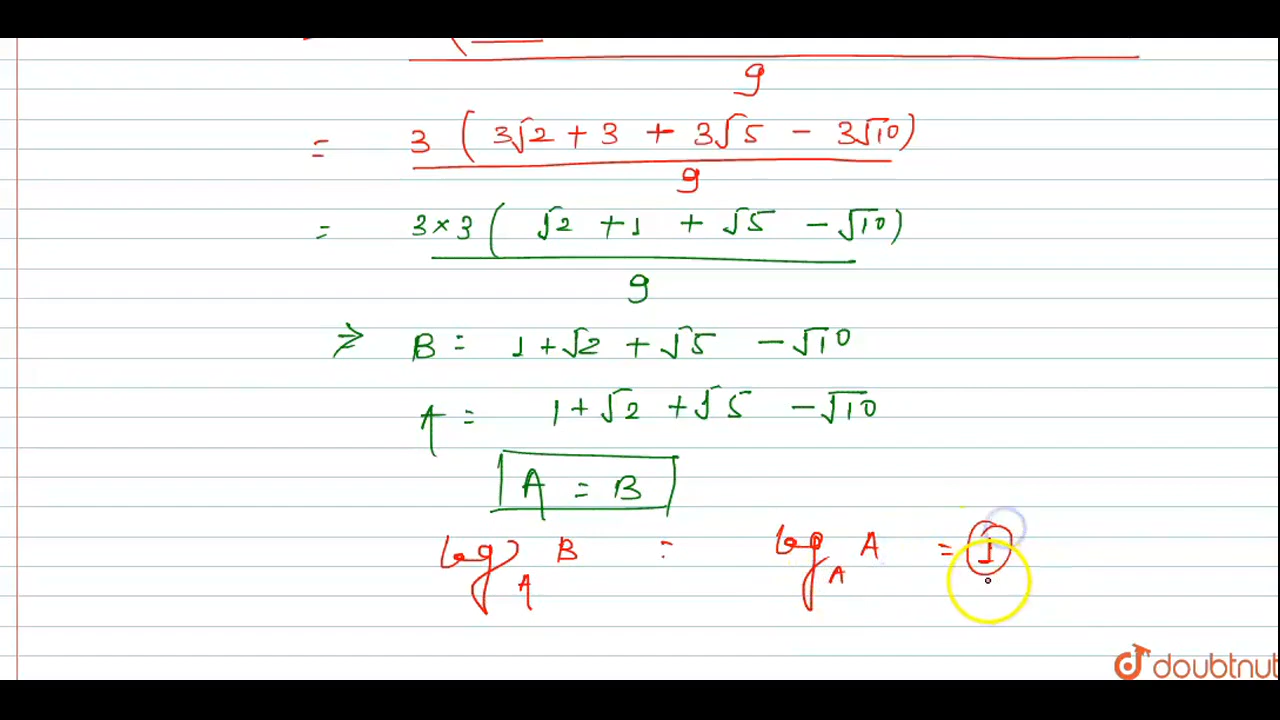 9
= 3 ( 3√2 + 3 + 3√5 - 3√10 )
9
= 3 × 3 ( √2 + 1 + √5 - √10 )
9
⇒ B = 1 + √2 + √5 - √10
A = 1 + √2 + √5 - √10
A = B
log_A B = log_A A = 1
doubtnut